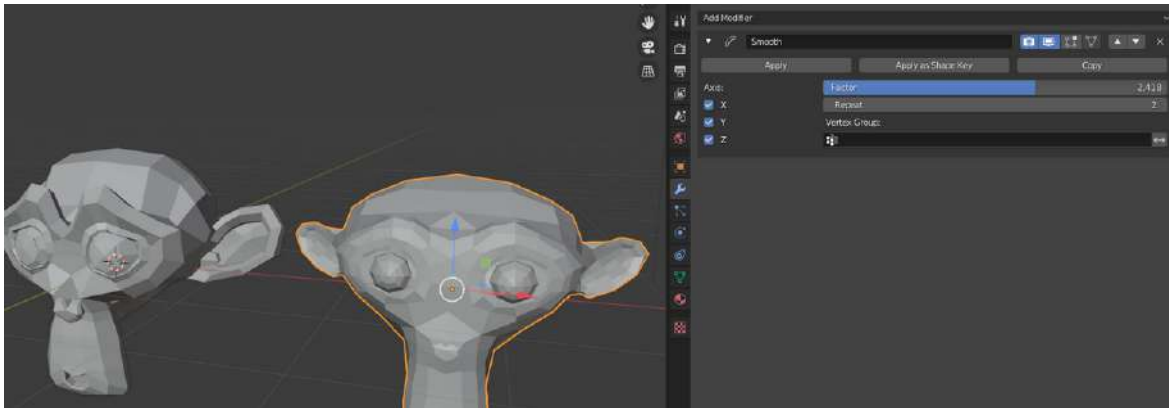 Add Modifier
Smooth
Apply
Apply as Shape Key
Copy
Axis:
Factor
2.418
X
Repeat
2
Y
Vertex Group:
Z